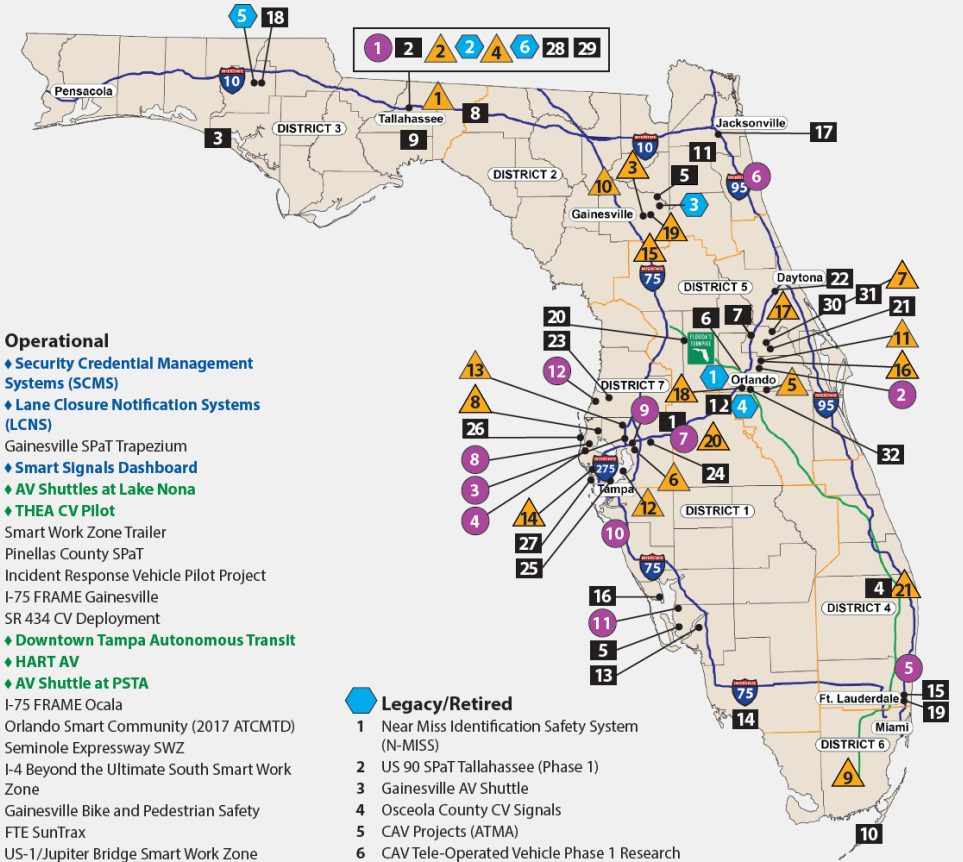 5 18
1 2 2 2 4 6 28 29
INTERSTATE
10
Pensacola
1
Tallahassee
8
3
DISTRICT 3
9
Jacksonville
17
INTERSTATE
10
11
DISTRICT 2
10
3
5
INTERSTATE
95
6
3
Gainesville
19
15
INTERSTATE
75
DISTRICT 5
Daytona
22
7
31
30
17
21
20
6
7
11
23
FLORIDA'S
TURNPIKE
16
13
12
DISTRICT 7
1
Orlando
5
2
18
8
9
12
4
INTERSTATE
95
26
1
7
20
32
8
INTERSTATE
275
24
3
Tampa
6
4
14
12
DISTRICT 1
27
10
25
INTERSTATE
75
16
4
21
11
DISTRICT 4
5
13
5
INTERSTATE
75
14
Ft. Lauderdale
15
19
Miami
DISTRICT 6
9
10
Operational
♦ Security Credential Management
Systems (SCMS)
♦ Lane Closure Notification Systems
(LCNS)
Gainesville SPaT Trapezium
♦ Smart Signals Dashboard
♦ AV Shuttles at Lake Nona
♦ THEA CV Pilot
Smart Work Zone Trailer
Pinellas County SPaT
Incident Response Vehicle Pilot Project
I-75 FRAME Gainesville
SR 434 CV Deployment
♦ Downtown Tampa Autonomous Transit
♦ HART AV
♦ AV Shuttle at PSTA
I-75 FRAME Ocala
Orlando Smart Community (2017 ATCMTD)
Seminole Expressway SWZ
I-4 Beyond the Ultimate South Smart Work
Zone
Gainesville Bike and Pedestrian Safety
FTE SunTrax
US-1/Jupiter Bridge Smart Work Zone
Legacy/Retired
1 Near Miss Identification Safety System
(N-MISS)
2 US 90 SPaT Tallahassee (Phase 1)
3 Gainesville AV Shuttle
4 Osceola County CV Signals
5 CAV Projects (ATMA)
6 CAV Tele-Operated Vehicle Phase 1 Research